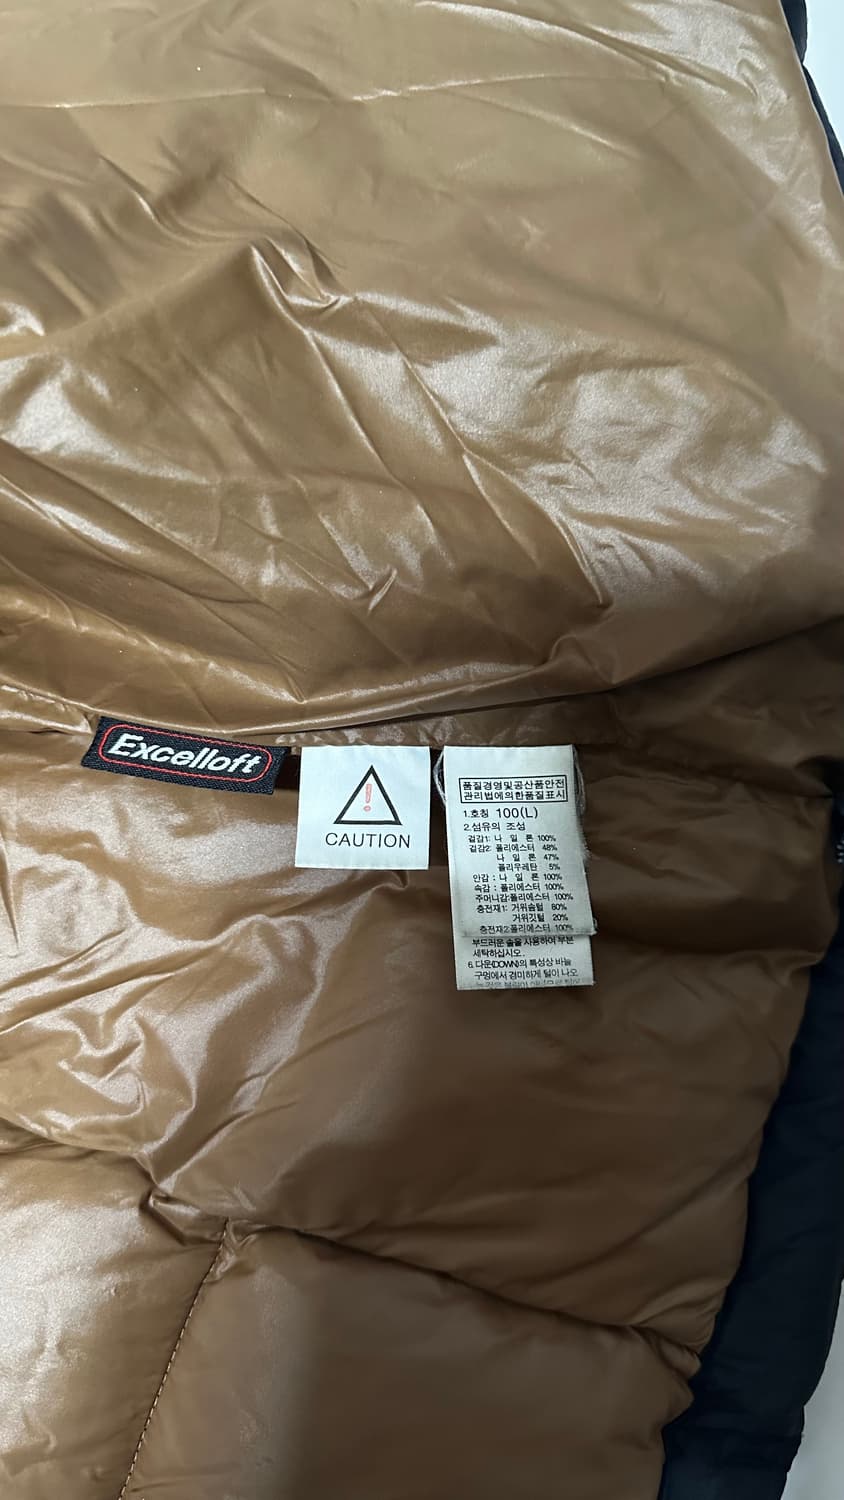 Excelloft
CAUTION
품질경영및공산품안전
관리법에의한품질표시
1.호칭 100(L)
2.섬유의 조성
겉감1: 나 일 론 100%
겉감2: 폴리에스터 48%
나 일 론 47%
폴리우레탄 5%
안감 : 나 일 론 100%
속감 : 폴리에스터 100%
주머니감:폴리에스터 100%
충전재1: 거위솜털 80%
거위깃털 20%
충전재2:폴리에스터 100%
부드러운 솔을 사용하여 부분
세탁하십시오.
6.다운(DOWN)의 특성상 바늘
구멍에서 경미하게 털이 나오